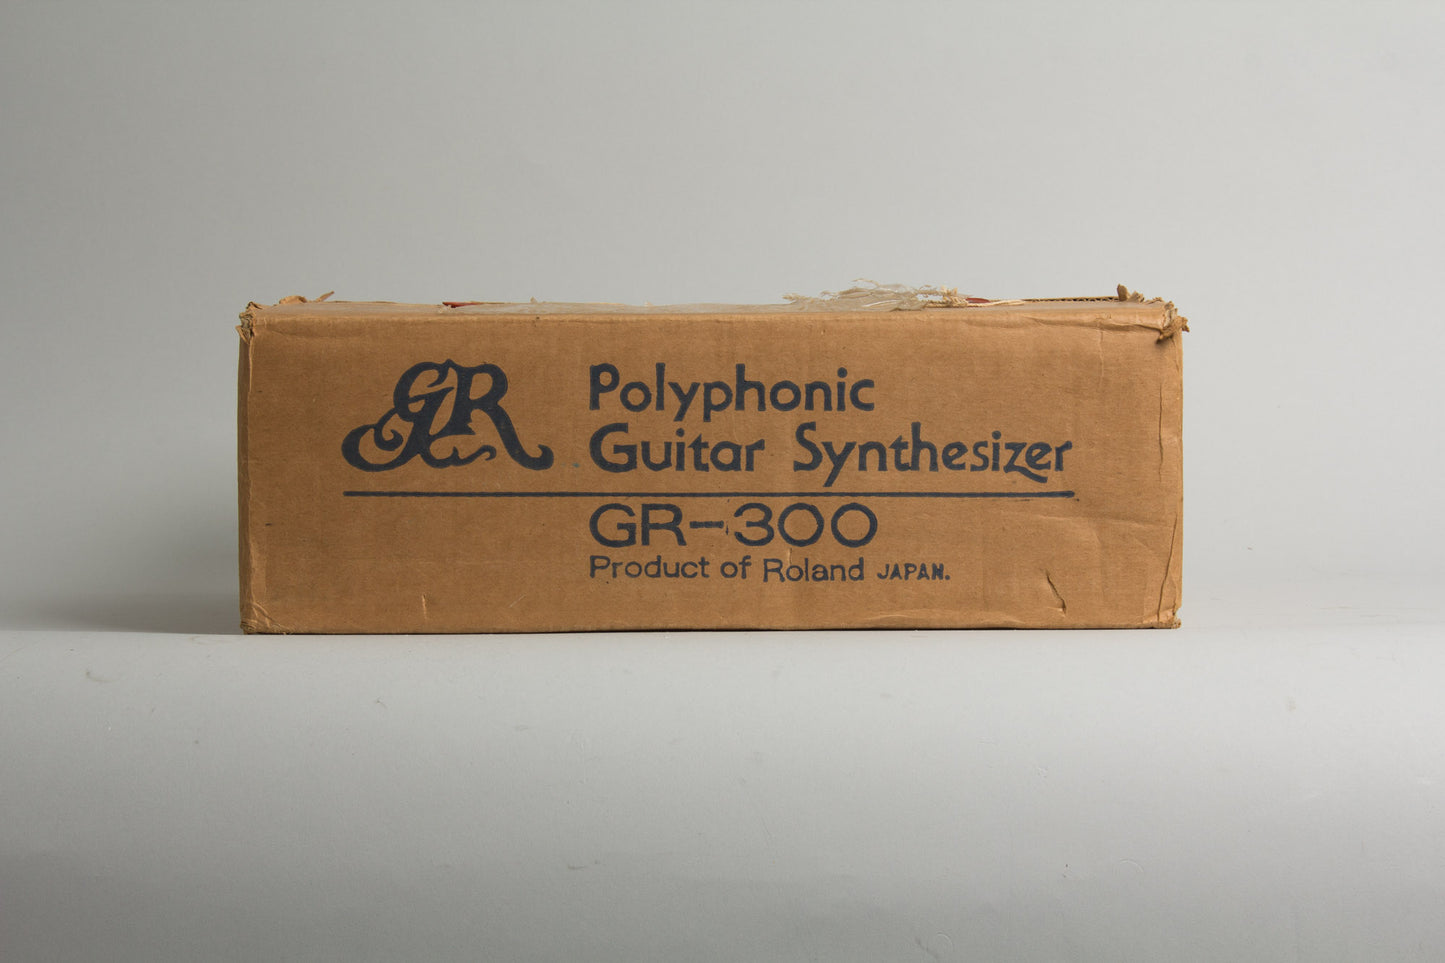 GR
Polyphonic
Guitar Synthesizer
GR-300
Product of Roland JAPAN.